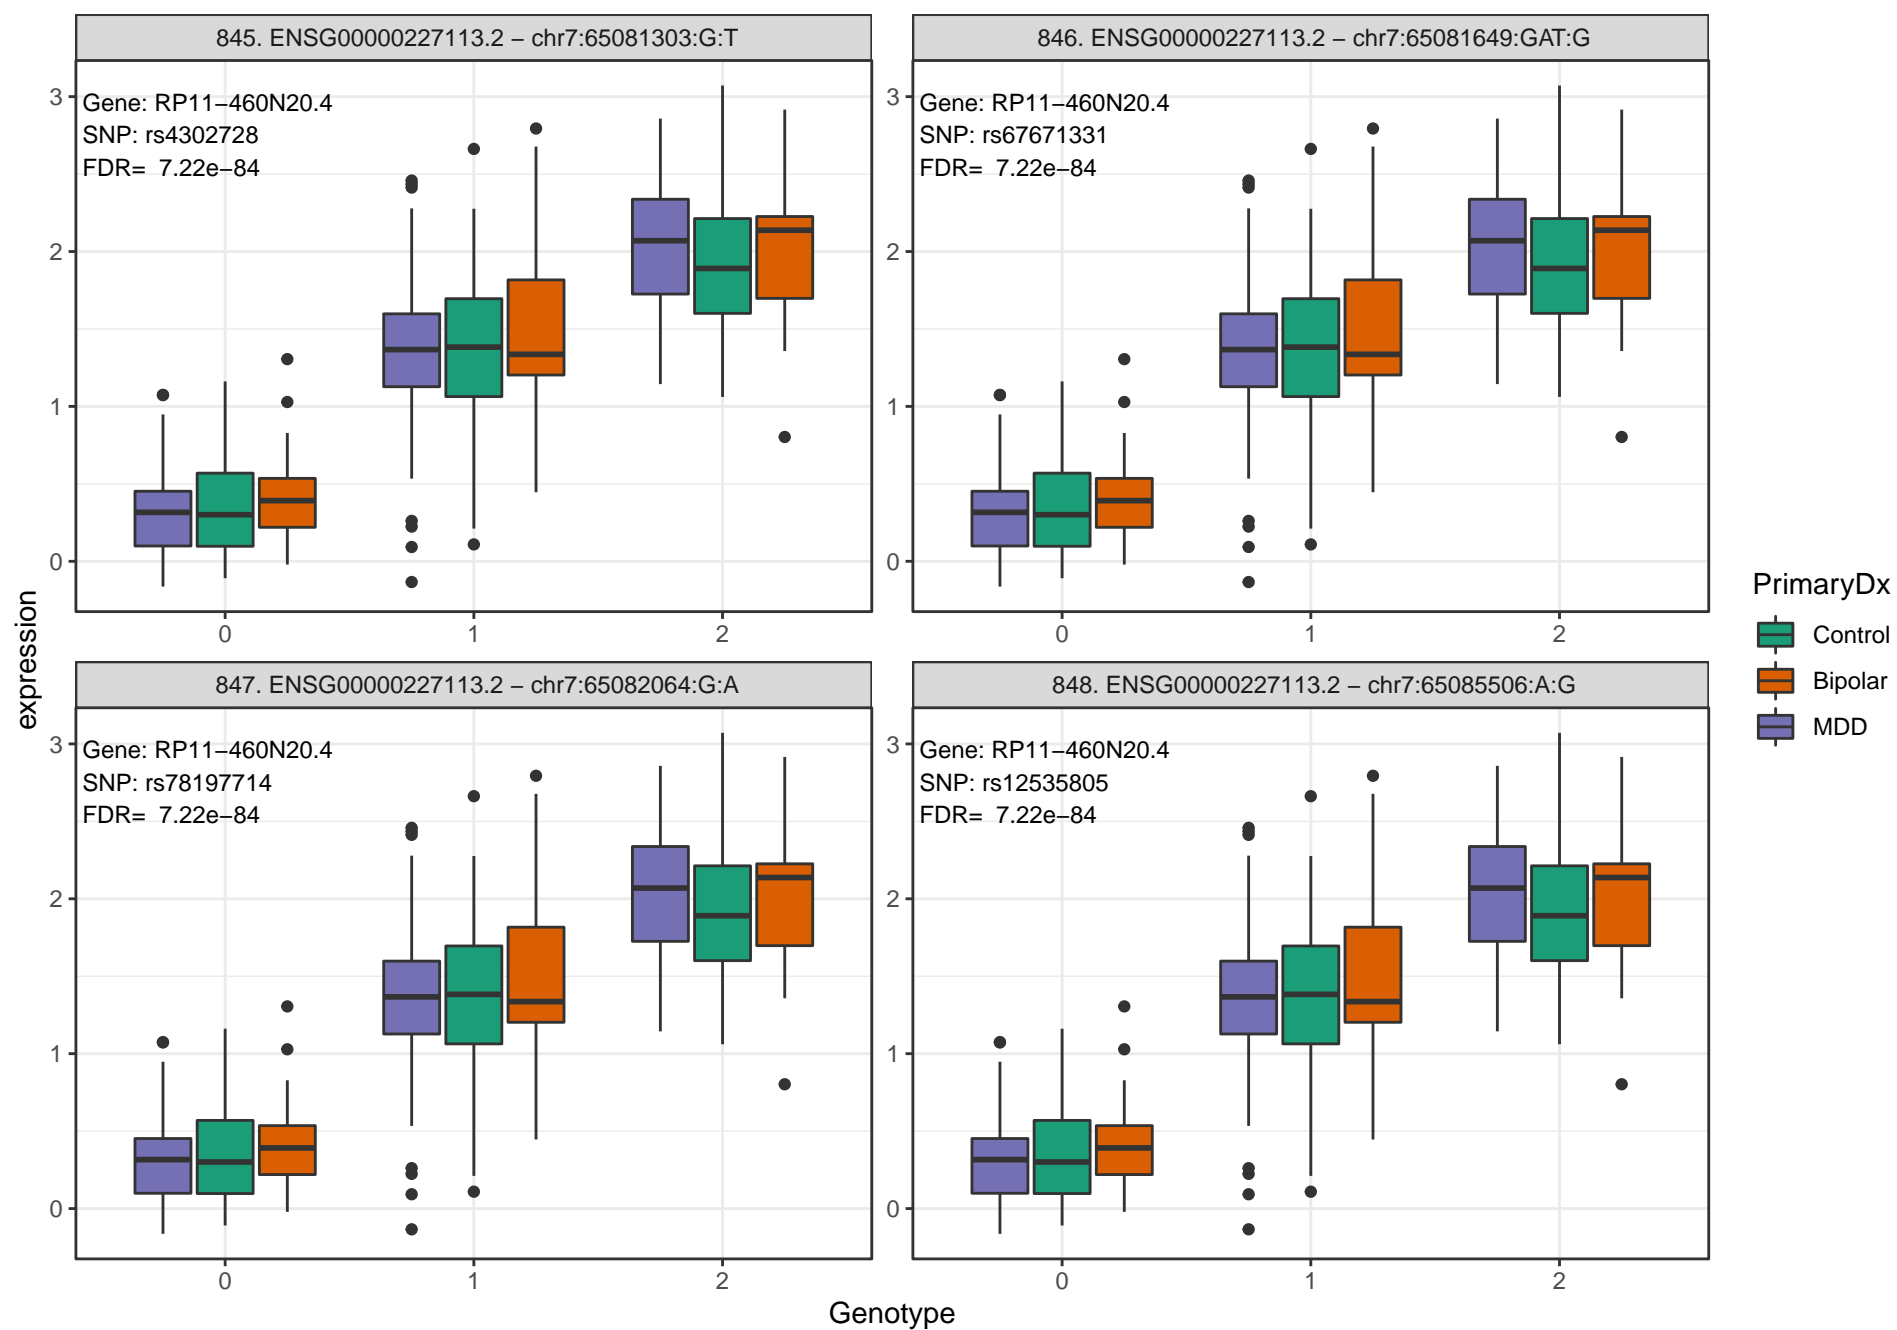 845. ENSG00000227113.2 − chr7:65081303:G:T
Gene: RP11−460N20.4
SNP: rs4302728
FDR= 7.22e−84
3
2
1
0
0 1 2
846. ENSG00000227113.2 − chr7:65081649:GAT:G
Gene: RP11−460N20.4
SNP: rs67671331
FDR= 7.22e−84
3
2
1
0
0 1 2
847. ENSG00000227113.2 − chr7:65082064:G:A
Gene: RP11−460N20.4
SNP: rs78197714
FDR= 7.22e−84
3
2
1
0
0 1 2
848. ENSG00000227113.2 − chr7:65085506:A:G
Gene: RP11−460N20.4
SNP: rs12535805
FDR= 7.22e−84
3
2
1
0
0 1 2
expression
Genotype
PrimaryDx
Control
Bipolar
MDD